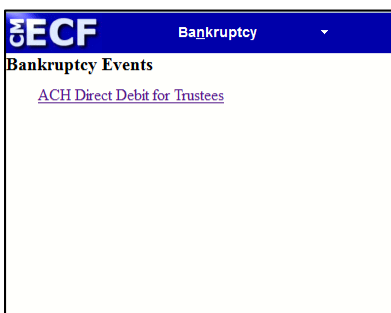 CM ECF Bankruptcy
Bankruptcy Events
ACH Direct Debit for Trustees